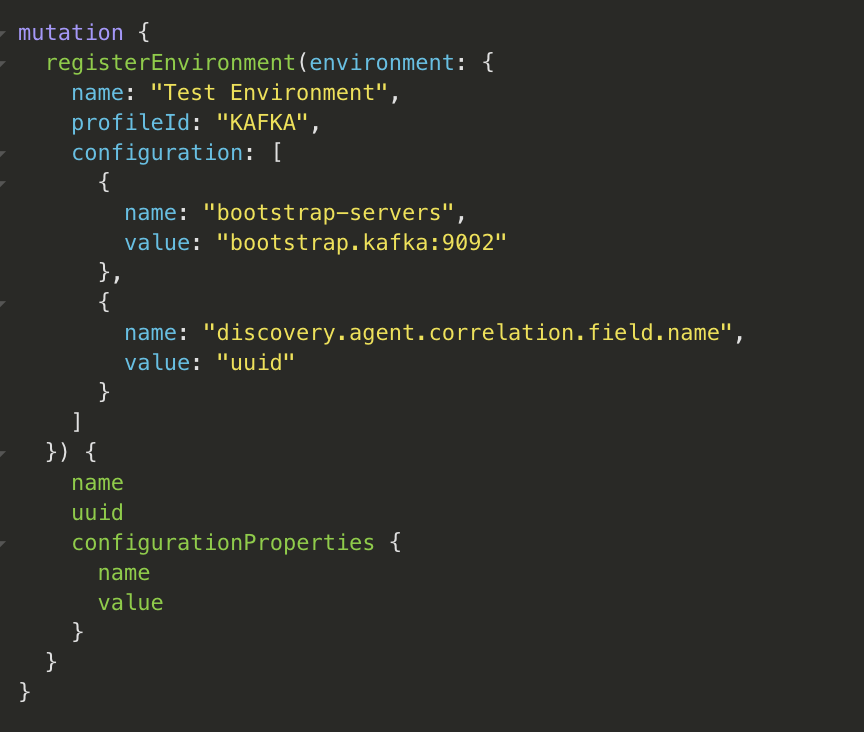 mutation {
  registerEnvironment(environment: {
    name: "Test Environment",
    profileId: "KAFKA",
    configuration: [
      {
        name: "bootstrap-servers",
        value: "bootstrap.kafka:9092"
      },
      {
        name: "discovery.agent.correlation.field.name",
        value: "uuid"
      }
    ]
  }) {
    name
    uuid
    configurationProperties {
      name
      value
    }
  }
}